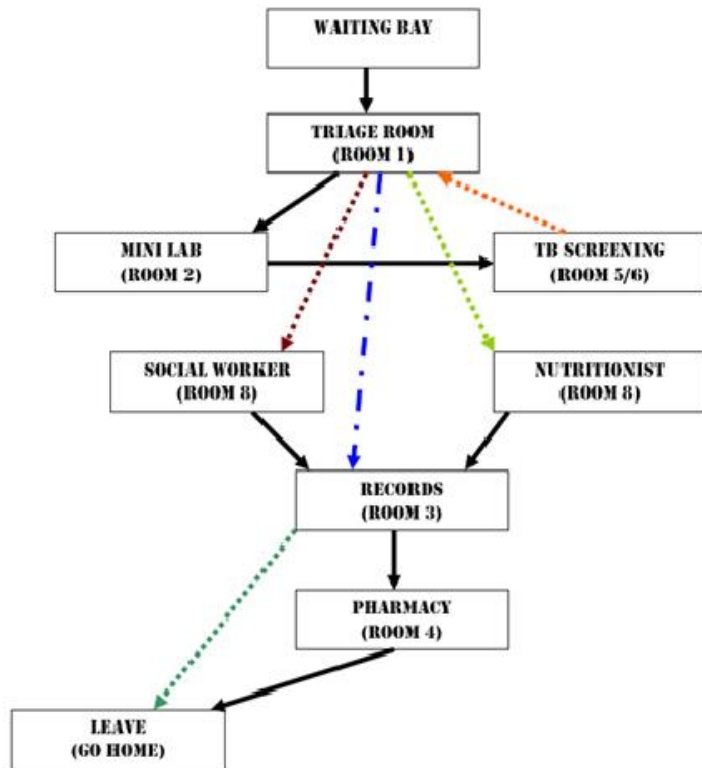 WAITING BAY
TRIAGE ROOM
(ROOM 1)
MINI LAB
(ROOM 2)
TB SCREENING
(ROOM 5/6)
SOCIAL WORKER
(ROOM 8)
NUTRITIONIST
(ROOM 8)
RECORDS
(ROOM 3)
PHARMACY
(ROOM 4)
LEAVE
(GO HOME)